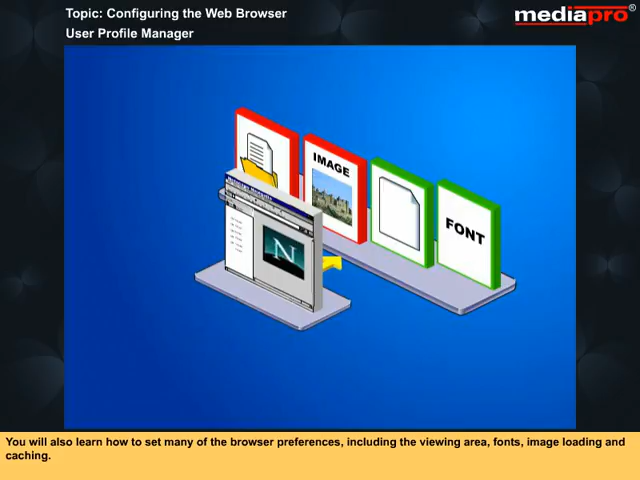 Topic: Configuring the Web Browser
User Profile Manager
mediapro®
IMAGE
FONT
N
You will also learn how to set many of the browser preferences, including the viewing area, fonts, image loading and
caching.